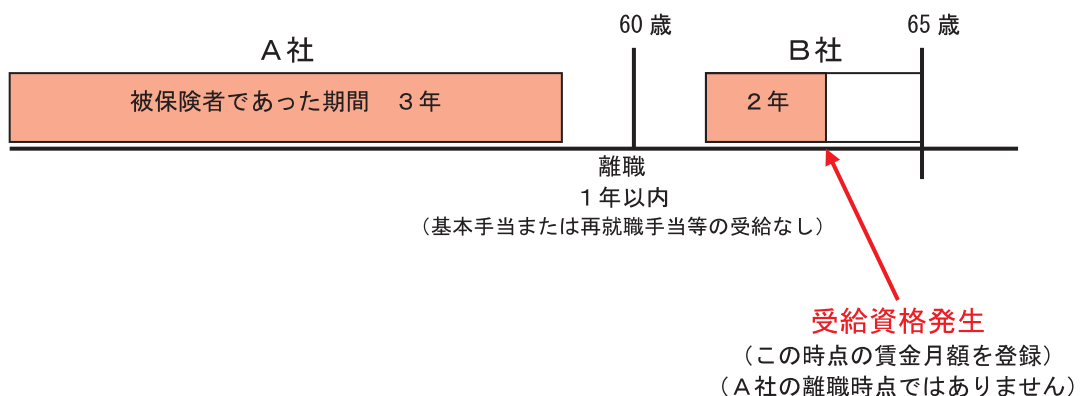 60 歳
65 歳
A社
B社
被保険者であった期間　３年
２年
離職
１年以内
（基本手当または再就職手当等の受給なし）
受給資格発生
（この時点の賃金月額を登録）
（A社の離職時点ではありません）